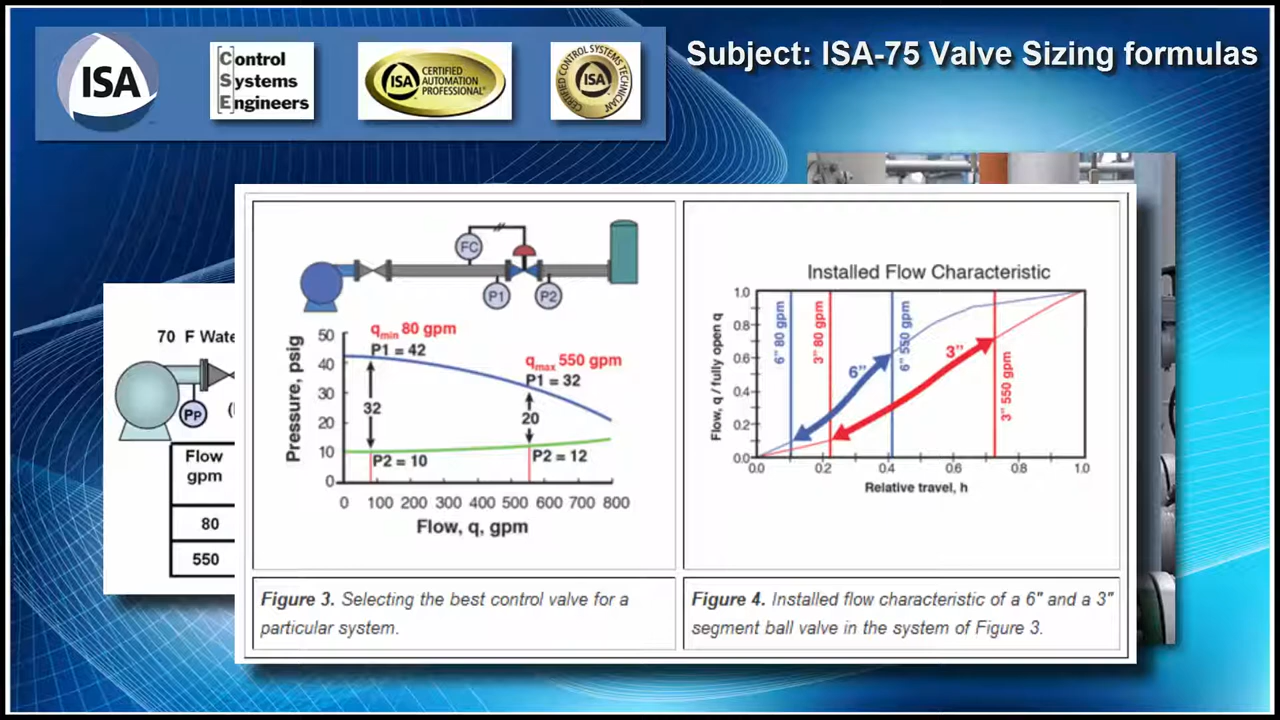 Subject: ISA-75 Valve Sizing formulas
ISA
[C]ontrol
[S]ystems
[E]ngineers
ISA
CERTIFIED
AUTOMATION
PROFESSIONAL®
CERTIFIED CONTROL SYSTEMS TECHNICIAN
ISA
70 F Wate
PP
(
Flow
gpm
80
550
FC
P1
P2
Pressure, psig
50
40
30
20
10
0
qmin 80 gpm
P1 = 42
32
P2 = 10
qmax 550 gpm
P1 = 32
20
P2 = 12
0 100 200 300 400 500 600 700 800
Flow, q, gpm
Figure 3. Selecting the best control valve for a
particular system.
Installed Flow Characteristic
Flow, q / fully open q
1.0
0.8
0.6
0.4
0.2
0.0
6" 80 gpm
3" 80 gpm
6" 550 gpm
3" 550 gpm
6"
3"
0.0 0.2 0.4 0.6 0.8 1.0
Relative travel, h
Figure 4. Installed flow characteristic of a 6" and a 3"
segment ball valve in the system of Figure 3.